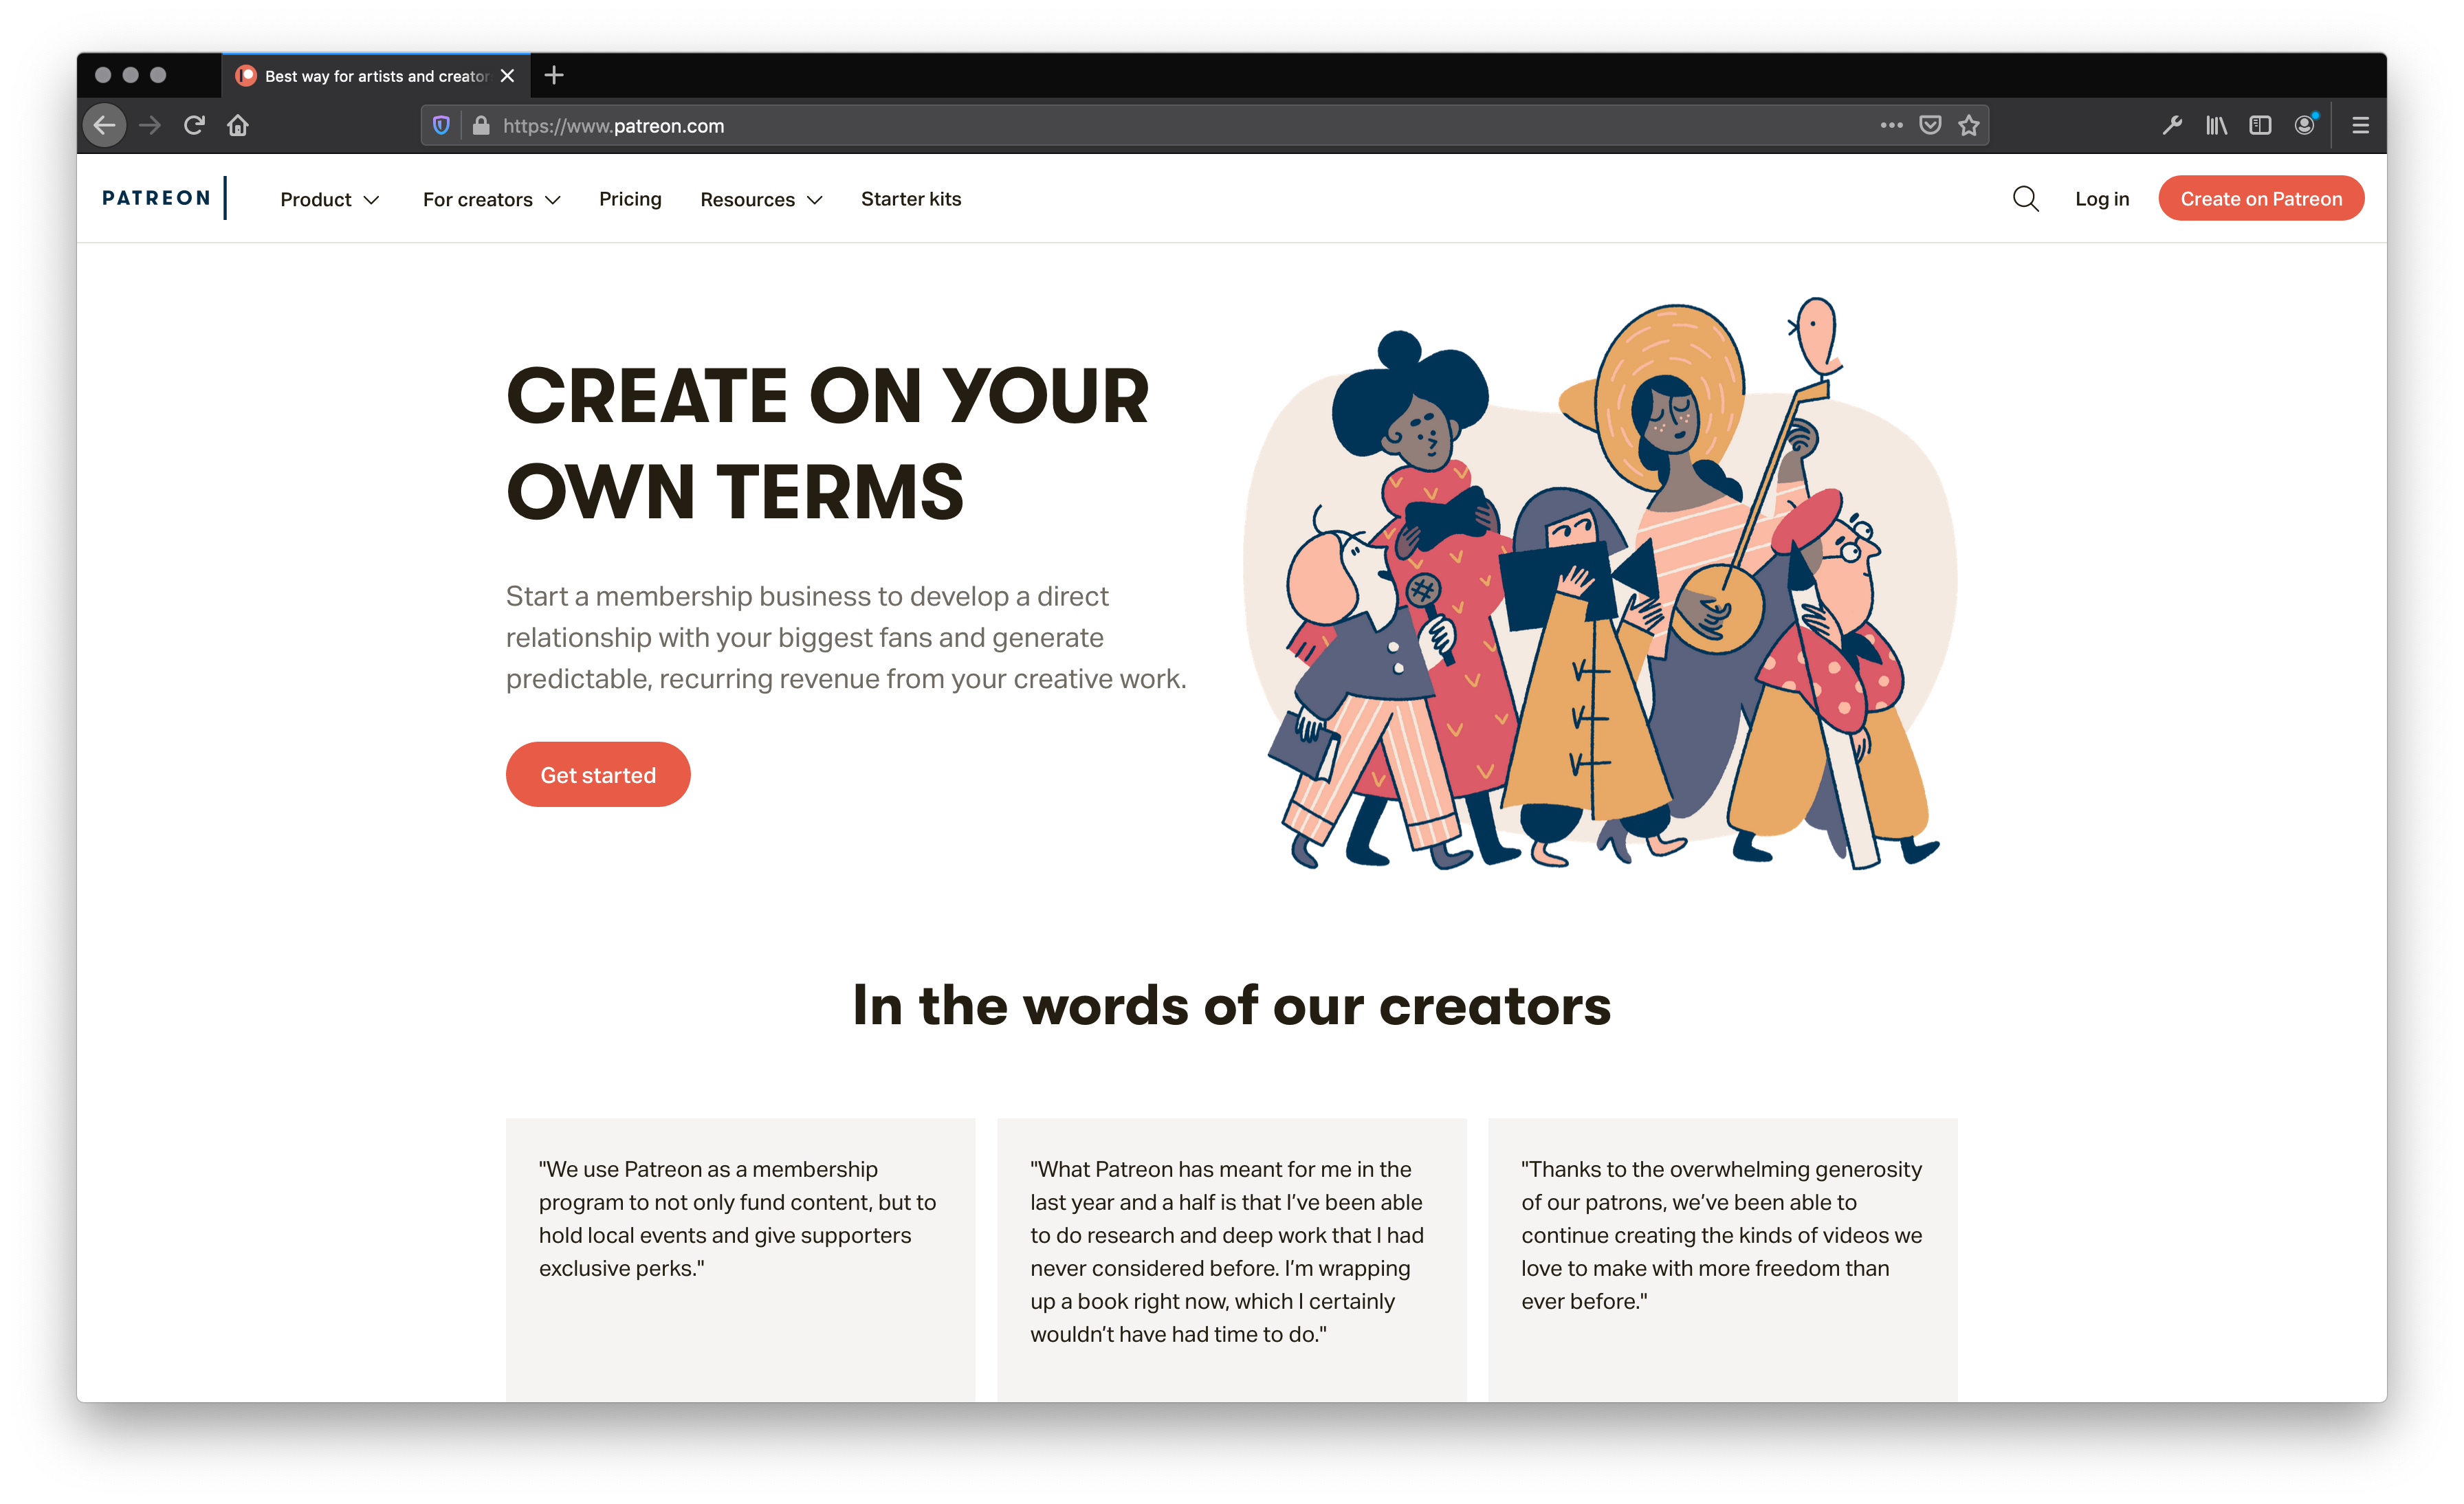 Best way for artists and creator
https://www.patreon.com
PATREON
Product
For creators
Pricing
Resources
Starter kits
Log in
Create on Patreon
CREATE ON YOUR
OWN TERMS
Start a membership business to develop a direct
relationship with your biggest fans and generate
predictable, recurring revenue from your creative work.
Get started
In the words of our creators
"We use Patreon as a membership
program to not only fund content, but to
hold local events and give supporters
exclusive perks."
"What Patreon has meant for me in the
last year and a half is that I’ve been able
to do research and deep work that I had
never considered before. I’m wrapping
up a book right now, which I certainly
wouldn’t have had time to do."
"Thanks to the overwhelming generosity
of our patrons, we’ve been able to
continue creating the kinds of videos we
love to make with more freedom than
ever before."